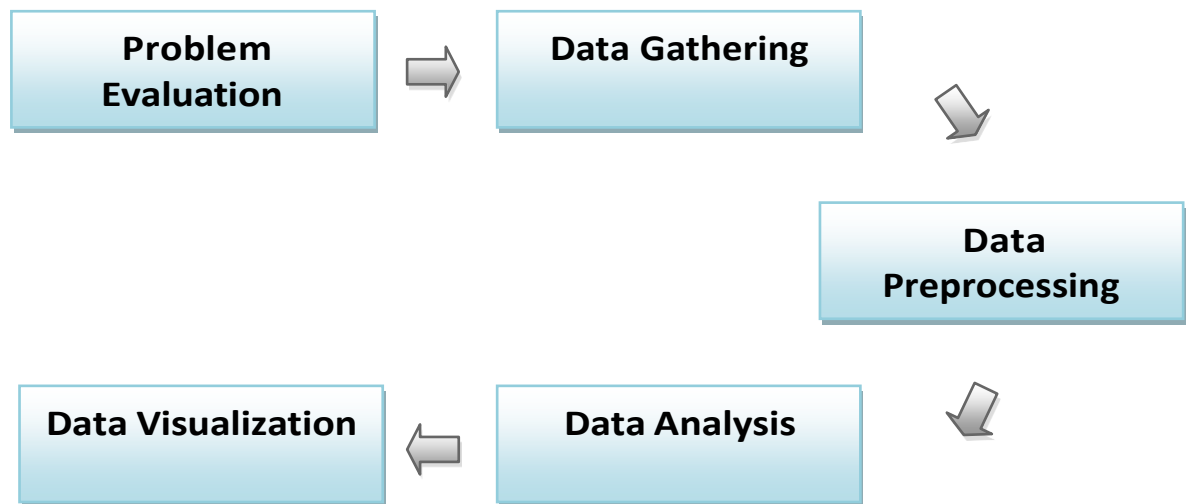 Problem
Evaluation
Data Gathering
Data
Preprocessing
Data Analysis
Data Visualization